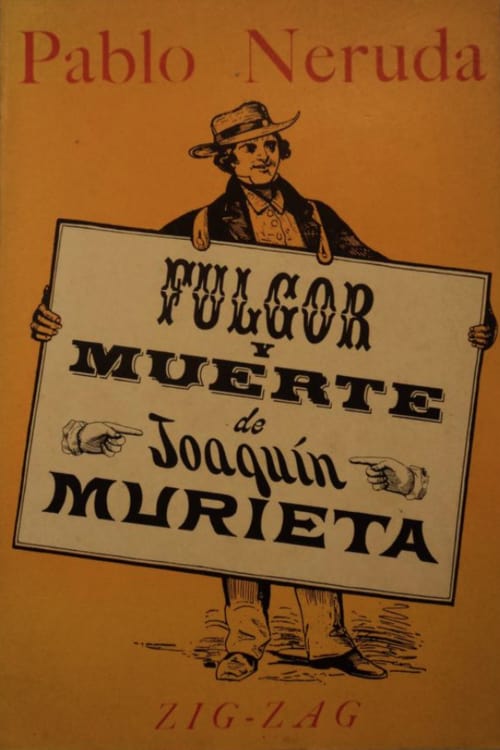 Pablo Neruda
FULGOR
Y
MUERTE
de
Joaquín
MURIETA
ZIG-ZAG